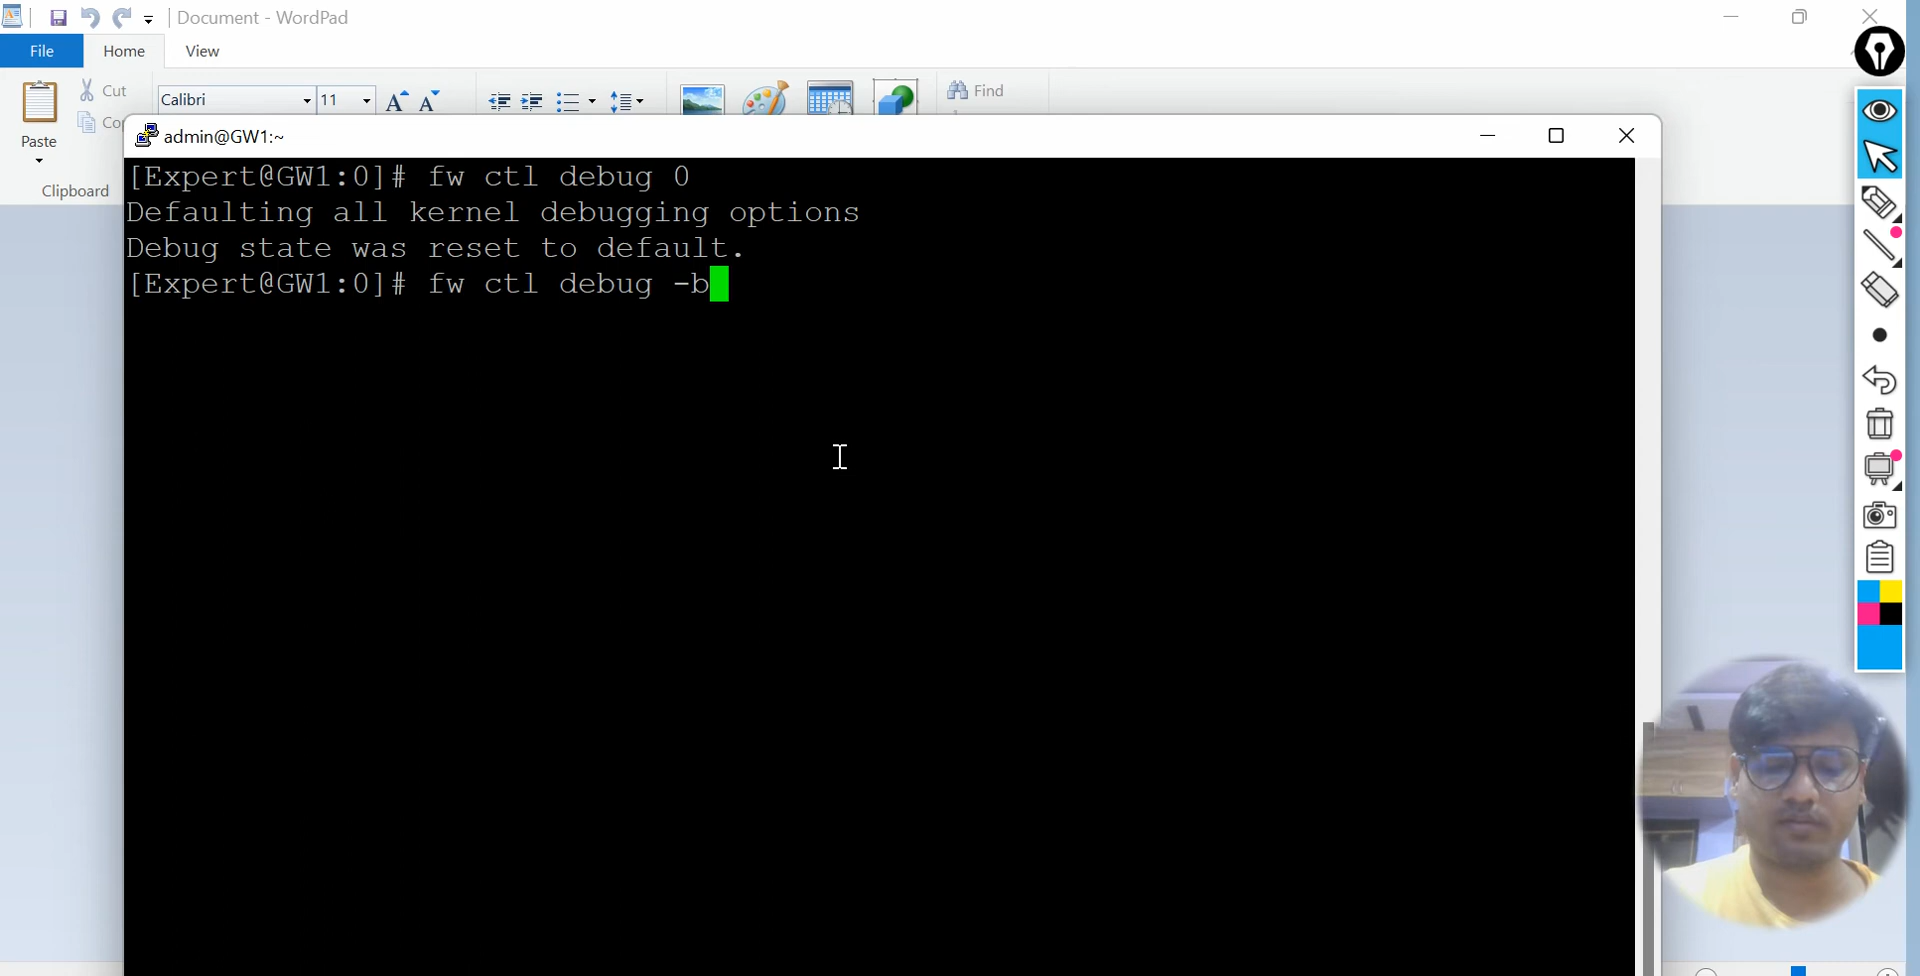 Document - WordPad
File
Home
View
Cut
Calibri
11
Find
Paste
Clipboard
admin@GW1:~
[Expert@GW1:0]# fw ctl debug 0
Defaulting all kernel debugging options
Debug state was reset to default.
[Expert@GW1:0]# fw ctl debug -b